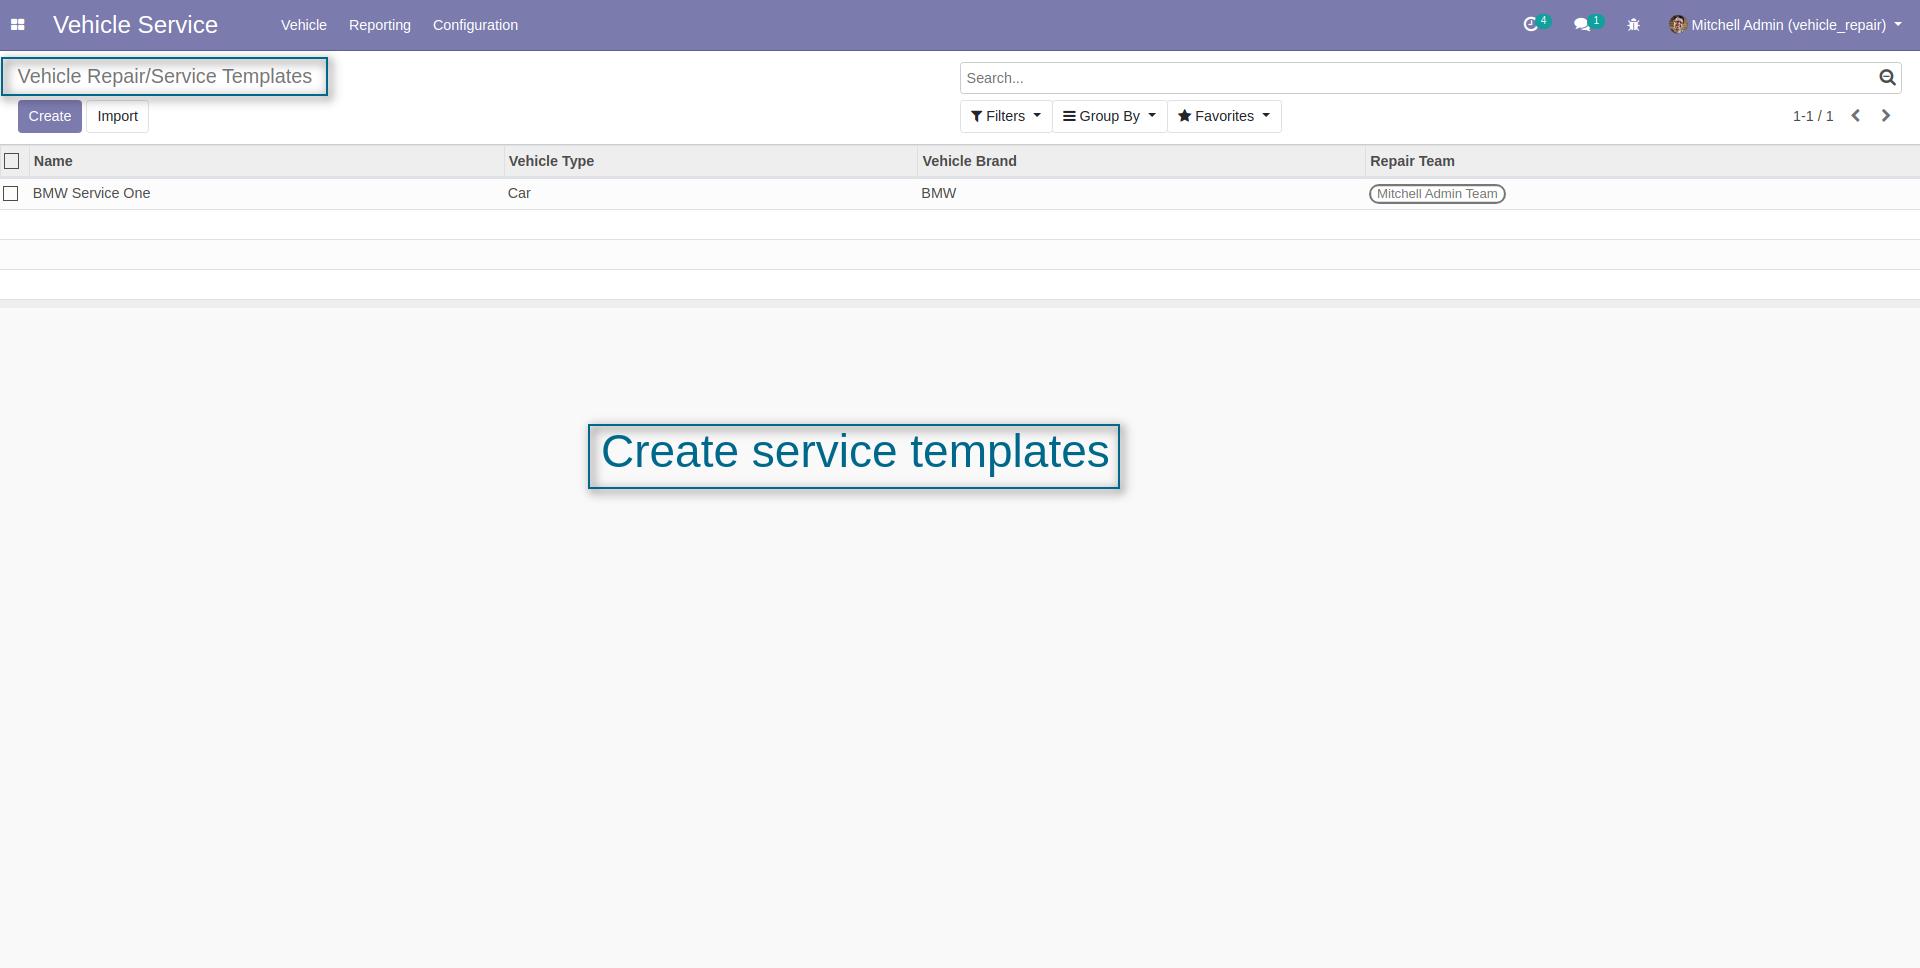 Vehicle Service Vehicle Reporting Configuration 4 1 Mitchell Admin (vehicle_repair)
Vehicle Repair/Service Templates Search...
Create Import Filters Group By Favorites 1-1 / 1
Name Vehicle Type Vehicle Brand Repair Team
BMW Service One Car BMW Mitchell Admin Team
Create service templates